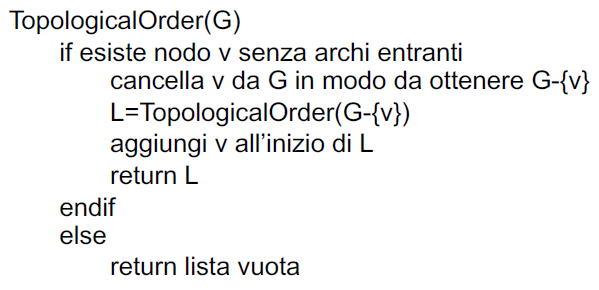 TopologicalOrder(G)
if esiste nodo v senza archi entranti
cancella v da G in modo da ottenere G-{v}
L=TopologicalOrder(G-{v})
aggiungi v all’inizio di L
return L
endif
else
return lista vuota